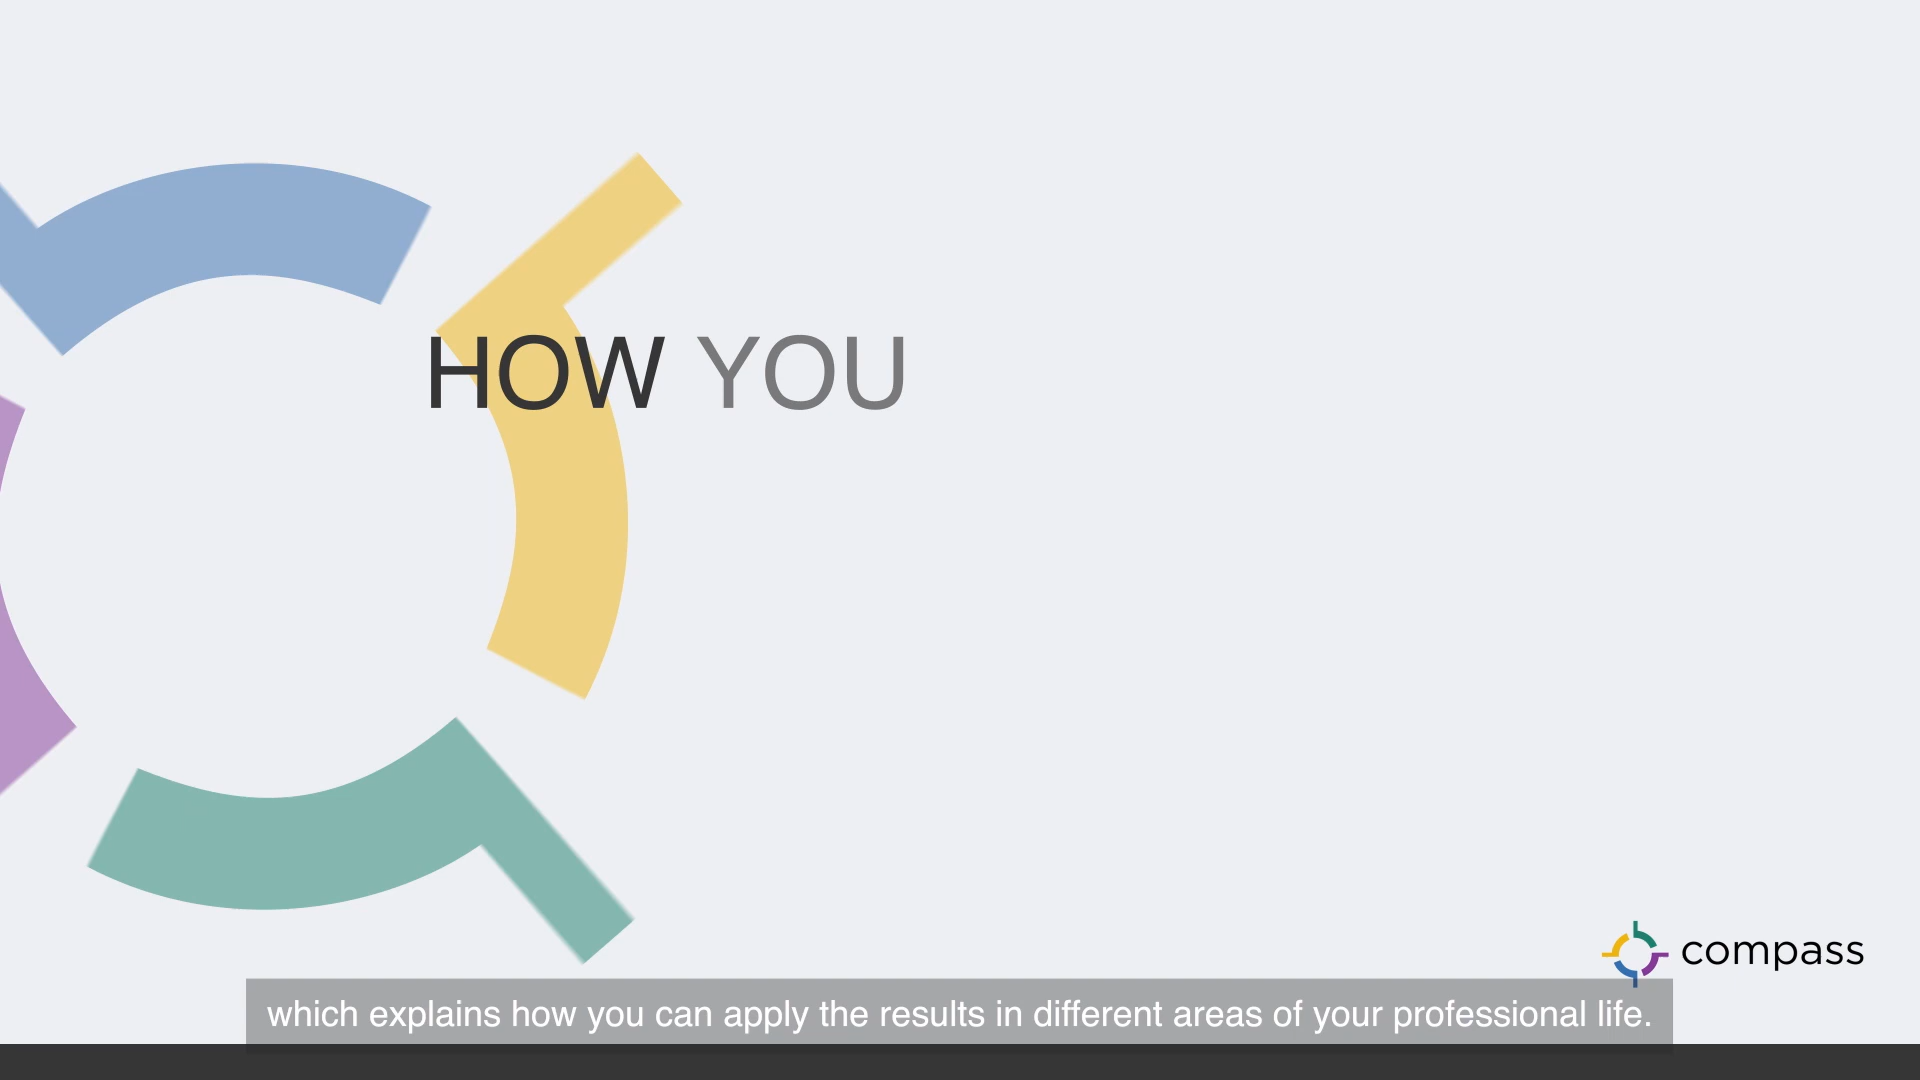 HOW YOU
compass
which explains how you can apply the results in different areas of your professional life.